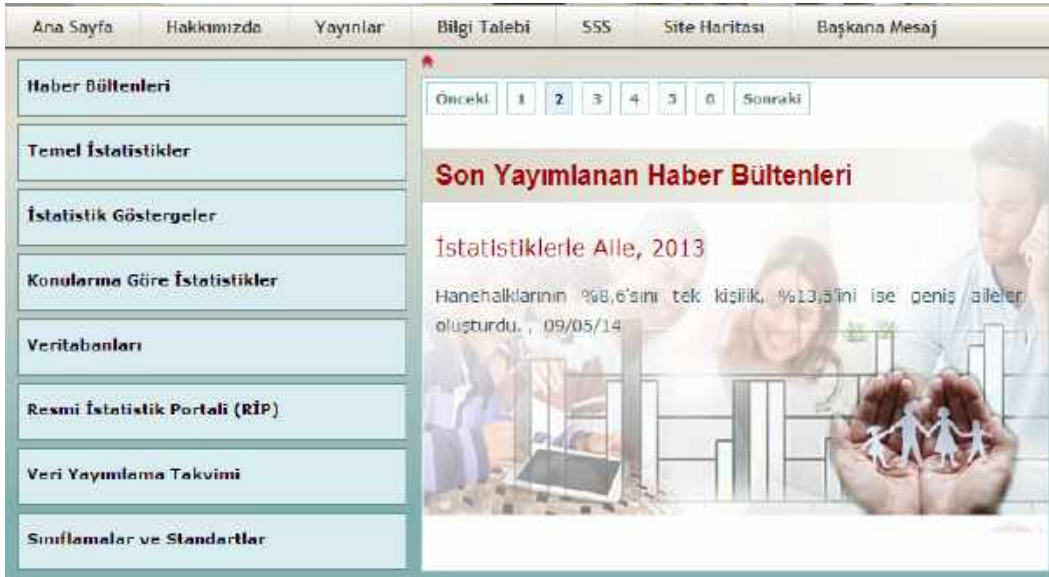 Ana Sayfa Hakkımızda Yayınlar Bilgi Talebi SSS Site Haritası Başkana Mesaj
Haber Bültenleri
Temel İstatistikler
İstatistik Göstergeler
Konularına Göre İstatistikler
Veritabanları
Resmi İstatistik Portali (RİP)
Veri Yayımlama Takvimi
Sınıflamalar ve Standartlar
Önceki 1 2 3 4 5 6 Sonraki
Son Yayımlanan Haber Bültenleri
İstatistiklerle Aile, 2013
Hanehalklarının %8,6'sını tek kişilik, %13,5'ini ise geniş aileler
oluşturdu. , 09/05/14